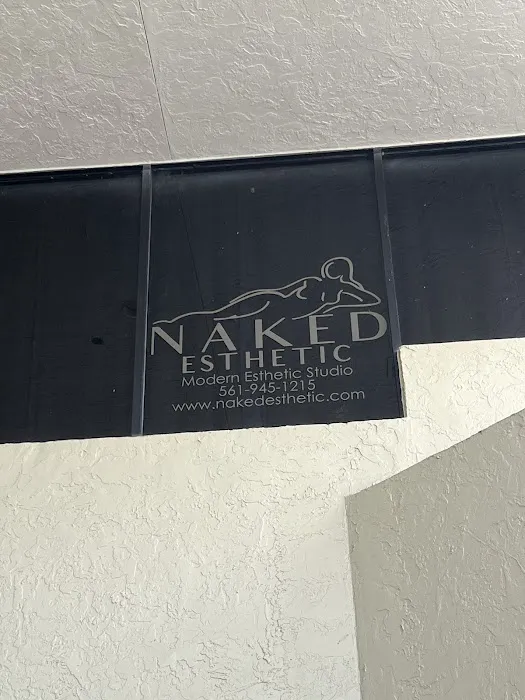 NAKED
ESTHETIC
Modern Esthetic Studio
561-945-1215
www.nakedesthetic.com